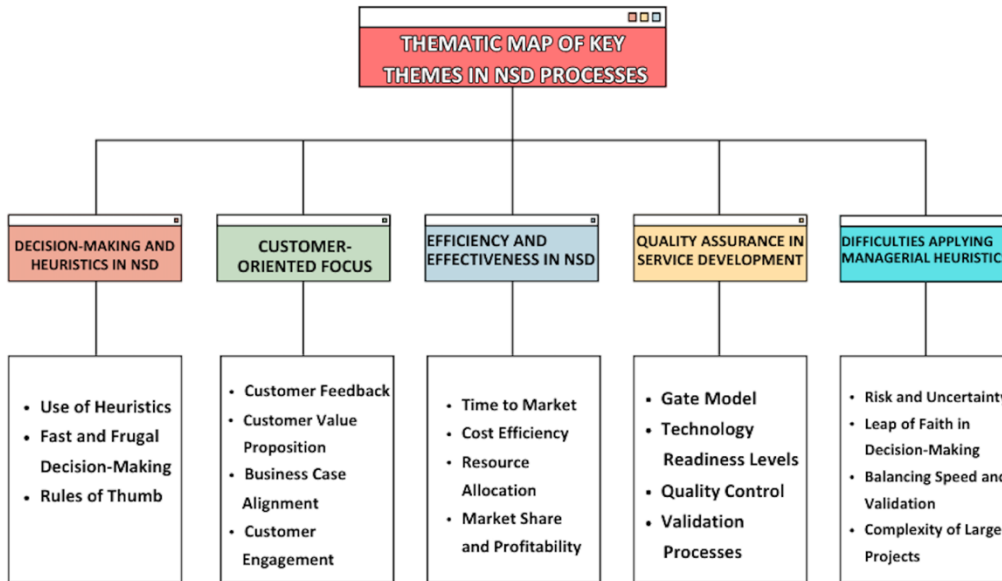 THEMATIC MAP OF KEY
THEMES IN NSD PROCESSES
DECISION-MAKING AND
HEURISTICS IN NSD
CUSTOMER-
ORIENTED FOCUS
EFFICIENCY AND
EFFECTIVENESS IN NSD
QUALITY ASSURANCE IN
SERVICE DEVELOPMENT
DIFFICULTIES APPLYING
MANAGERIAL HEURISTICS
• Use of Heuristics
• Fast and Frugal
Decision-Making
• Rules of Thumb
• Customer Feedback
• Customer Value
Proposition
• Business Case
Alignment
• Customer
Engagement
• Time to Market
• Cost Efficiency
• Resource
Allocation
• Market Share
and Profitability
• Gate Model
• Technology
Readiness Levels
• Quality Control
• Validation
Processes
• Risk and Uncertainty
• Leap of Faith in
Decision-Making
• Balancing Speed and
Validation
• Complexity of Large
Projects